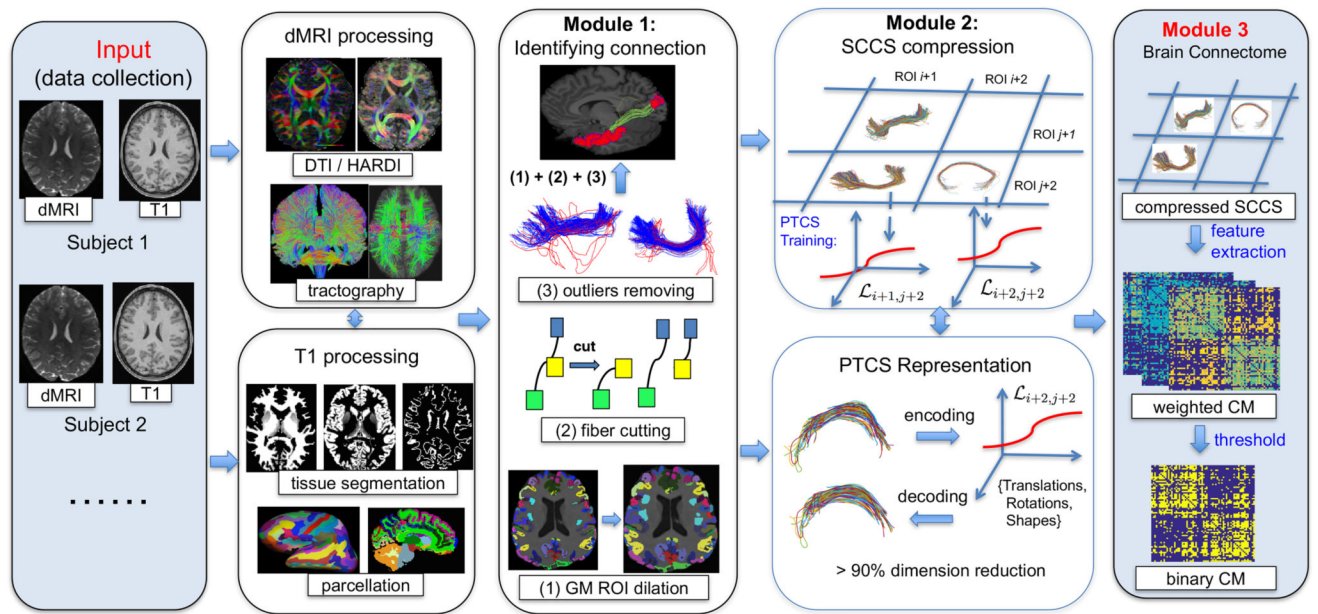 Input
(data collection)
dMRI
T1
Subject 1
dMRI
T1
Subject 2
......
dMRI processing
DTI / HARDI
tractography
T1 processing
tissue segmentation
parcellation
Module 1:
Identifying connection
(1) + (2) + (3)
(3) outliers removing
cut
(2) fiber cutting
(1) GM ROI dilation
Module 2:
SCCS compression
ROI i+1
ROI i+2
ROI j+1
ROI j+2
PTCS
Training:
ℒi+1,j+2
ℒi+2,j+2
PTCS Representation
encoding
ℒi+2,j+2
decoding
{Translations,
Rotations,
Shapes}
> 90% dimension reduction
Module 3
Brain Connectome
compressed SCCS
feature
extraction
weighted CM
threshold
binary CM